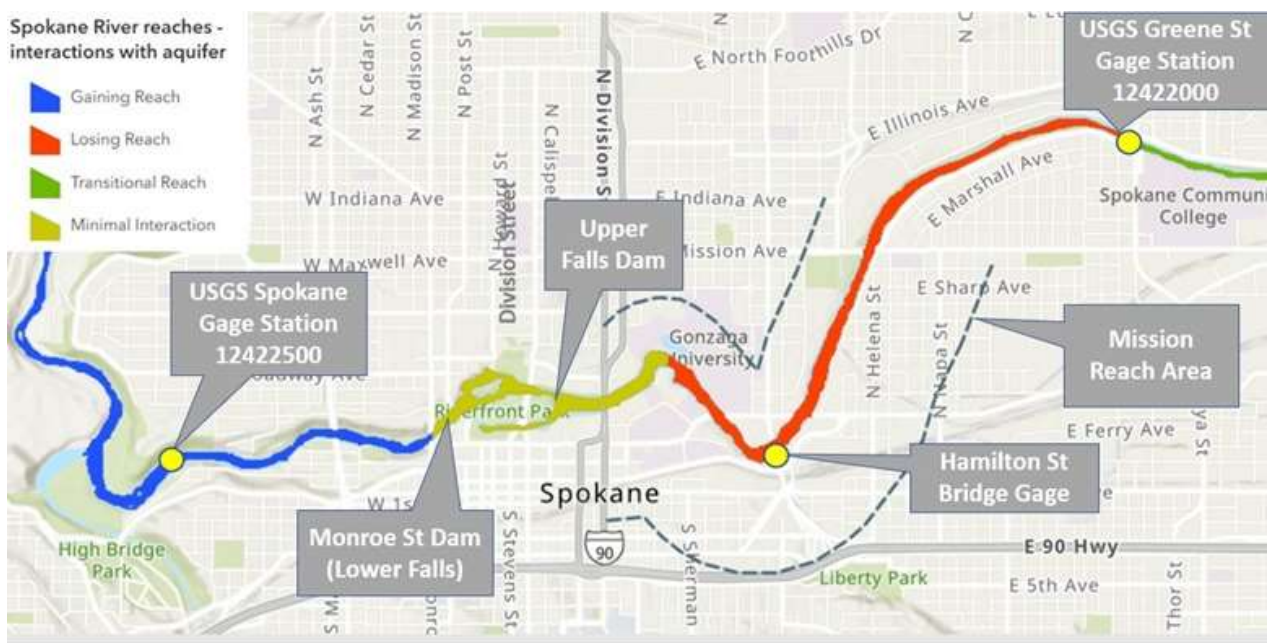 Spokane River reaches -
interactions with aquifer
Gaining Reach
Losing Reach
Transitional Reach
Minimal Interaction
USGS Greene St
Gage Station
12422000
E North Foothills Dr
N Ash St
N Cedar St
N Madison St
N Post St
N Howard St
Division Street
N Division S
E Illinois Ave
E Marshall Ave
Spokane Commun
College
W Indiana Ave
E Indiana Ave
Mission Ave
W Maxwell Ave
Upper
Falls Dam
USGS Spokane
Gage Station
12422500
E Sharp Ave
Gonzaga
University
N Helena St
N Napa St
Mission
Reach Area
Riverfront Park
E Ferry Ave
Hamilton St
Bridge Gage
Spokane
W 1s
Monroe St Dam
(Lower Falls)
High Bridge
Park
S Stevens St
S Sherman
90
E 90 Hwy
Liberty Park
E 5th Ave
Thor St